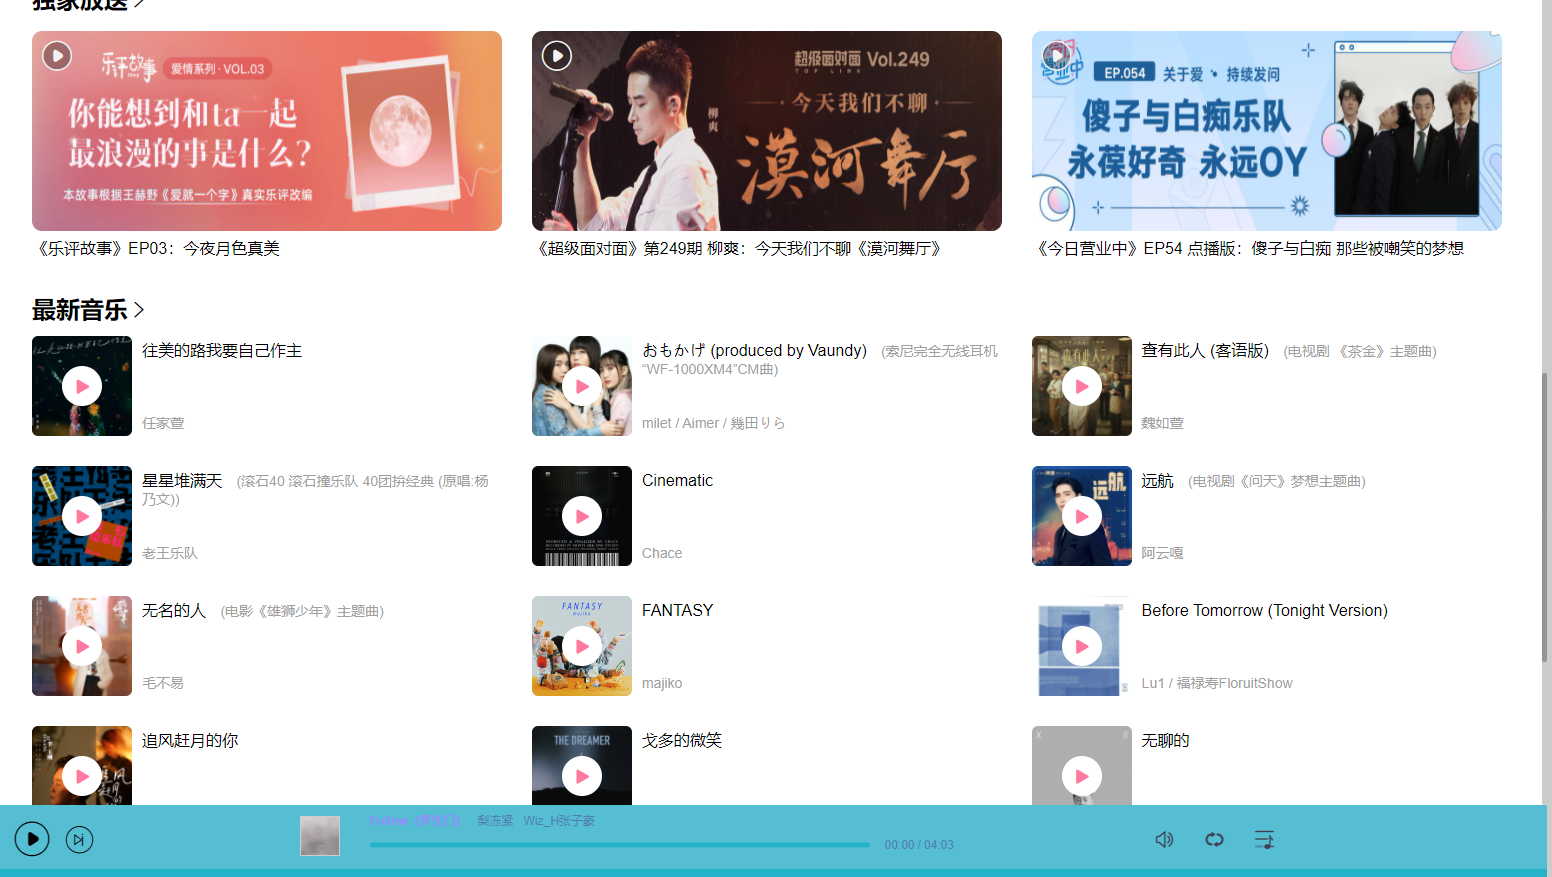 独家放送
乐评故事
爱情系列·VOL.03
你能想到和ta一起
最浪漫的事是什么?
本故事根据王赫野《爱就一个字》真实乐评改编
超级面对面 Vol.249
TOP LINK
今天我们不聊
柳爽
漠河舞厅
EP.054 关于爱 · 持续发问
傻子与白痴乐队
永葆好奇 永远OY
《乐评故事》EP03：今夜月色真美
《超级面对面》第249期 柳爽：今天我们不聊《漠河舞厅》
《今日营业中》EP54 点播版：傻子与白痴 那些被嘲笑的梦想
最新音乐
往美的路我要自己作主
任家萱
おもかげ (produced by Vaundy) (索尼完全无线耳机
“WF-1000XM4”CM曲)
milet / Aimer / 幾田りら
查有此人 (客语版) (电视剧 《茶金》主题曲)
魏如萱
星星堆满天 (滚石40 滚石撞乐队 40团拚经典 (原唱:杨
乃文))
老王乐队
Cinematic
Chace
远航 (电视剧《问天》梦想主题曲)
阿云嘎
远航
无名的人 (电影《雄狮少年》主题曲)
毛不易
FANTASY
majiko
FANTASY
majiko
Before Tomorrow (Tonight Version)
Lu1 / 福禄寿FloruitShow
追风赶月的你
戈多的微笑
THE DREAMER
无聊的
梨冻紧 Wiz_H张子豪
00:00 / 04:03